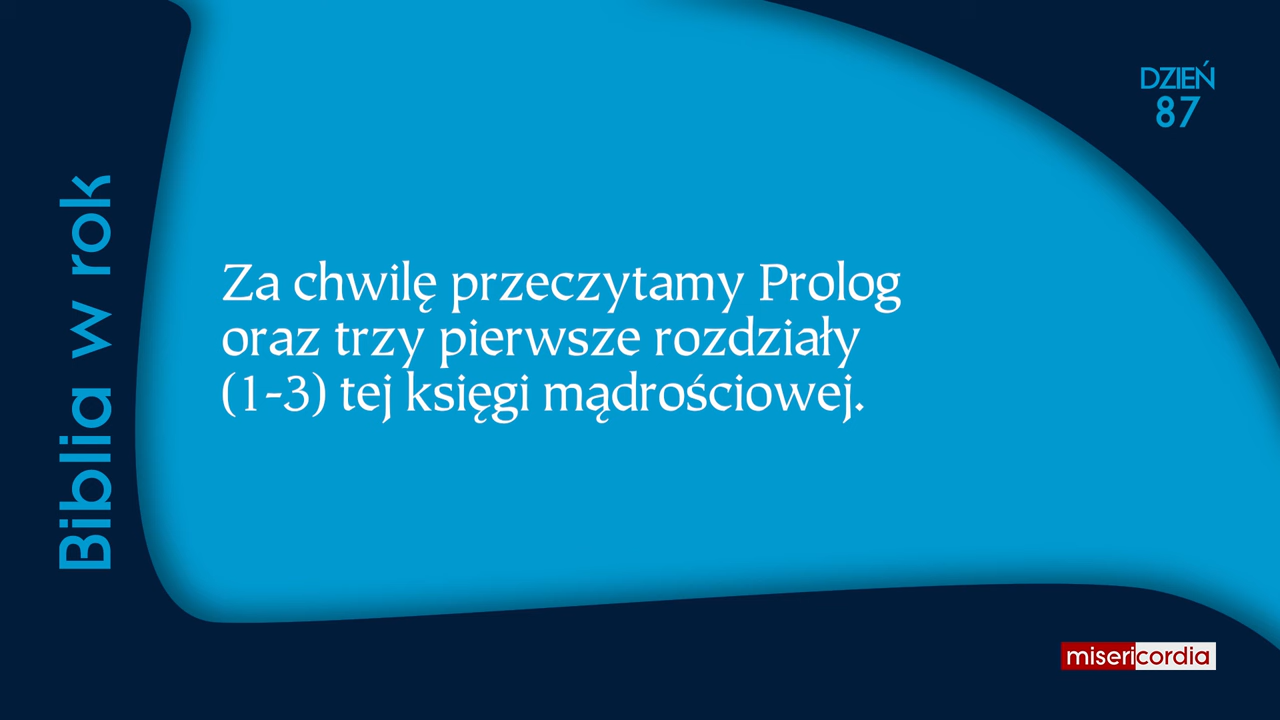 DZIEŃ
87
Biblia w rok
Za chwilę przeczytamy Prolog
oraz trzy pierwsze rozdziały
(1-3) tej księgi mądrościowej.
misericordia